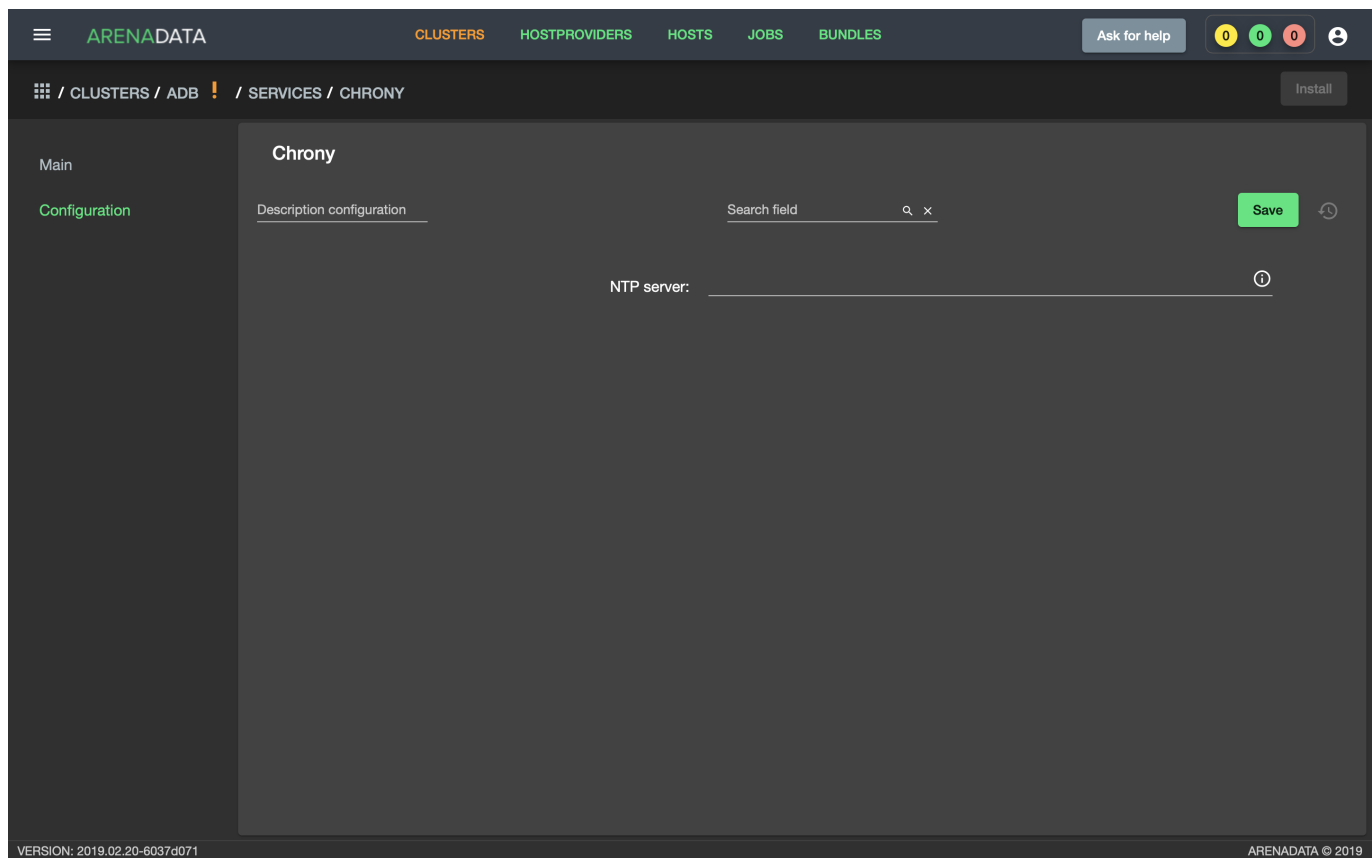 ARENADATA CLUSTERS HOSTPROVIDERS HOSTS JOBS BUNDLES Ask for help 0 0 0
/ CLUSTERS / ADB ! / SERVICES / CHRONY Install
Main
Configuration
Chrony
Description configuration Search field Save
NTP server:
VERSION: 2019.02.20-6037d071 ARENADATA © 2019